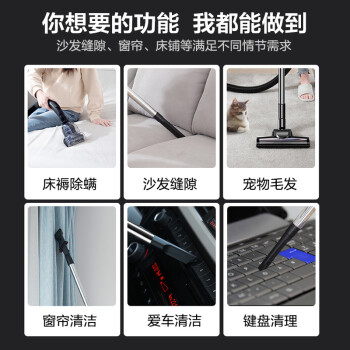 你想要的功能 我都能做到
沙发缝隙、窗帘、床铺等满足不同情节需求
床褥除螨
沙发缝隙
宠物毛发
窗帘清洁
爱车清洁
键盘清理